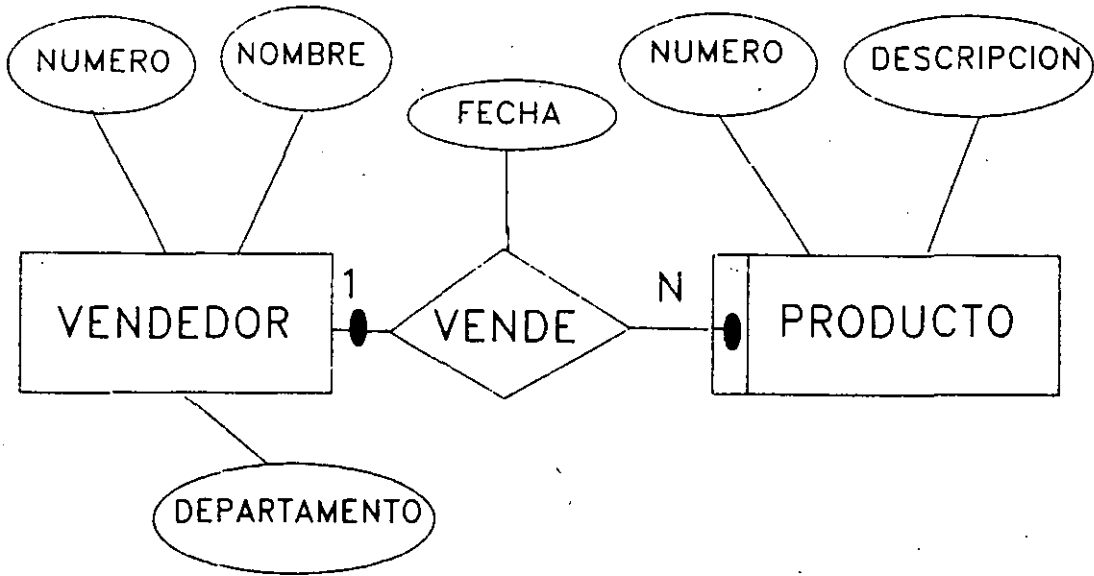 NUMERO
NOMBRE
NUMERO
DESCRIPCION
FECHA
VENDEDOR
1
VENDE
N
PRODUCTO
DEPARTAMENTO